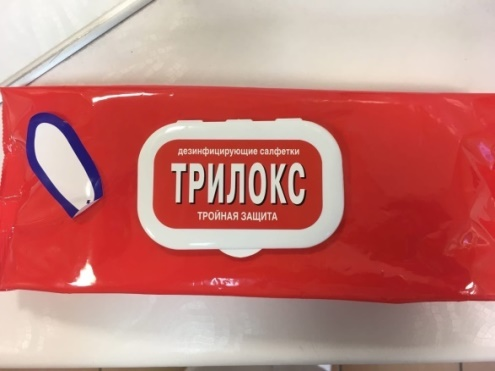 дезинфицирующие салфетки
ТРИЛОКС
ТРОЙНАЯ ЗАЩИТА